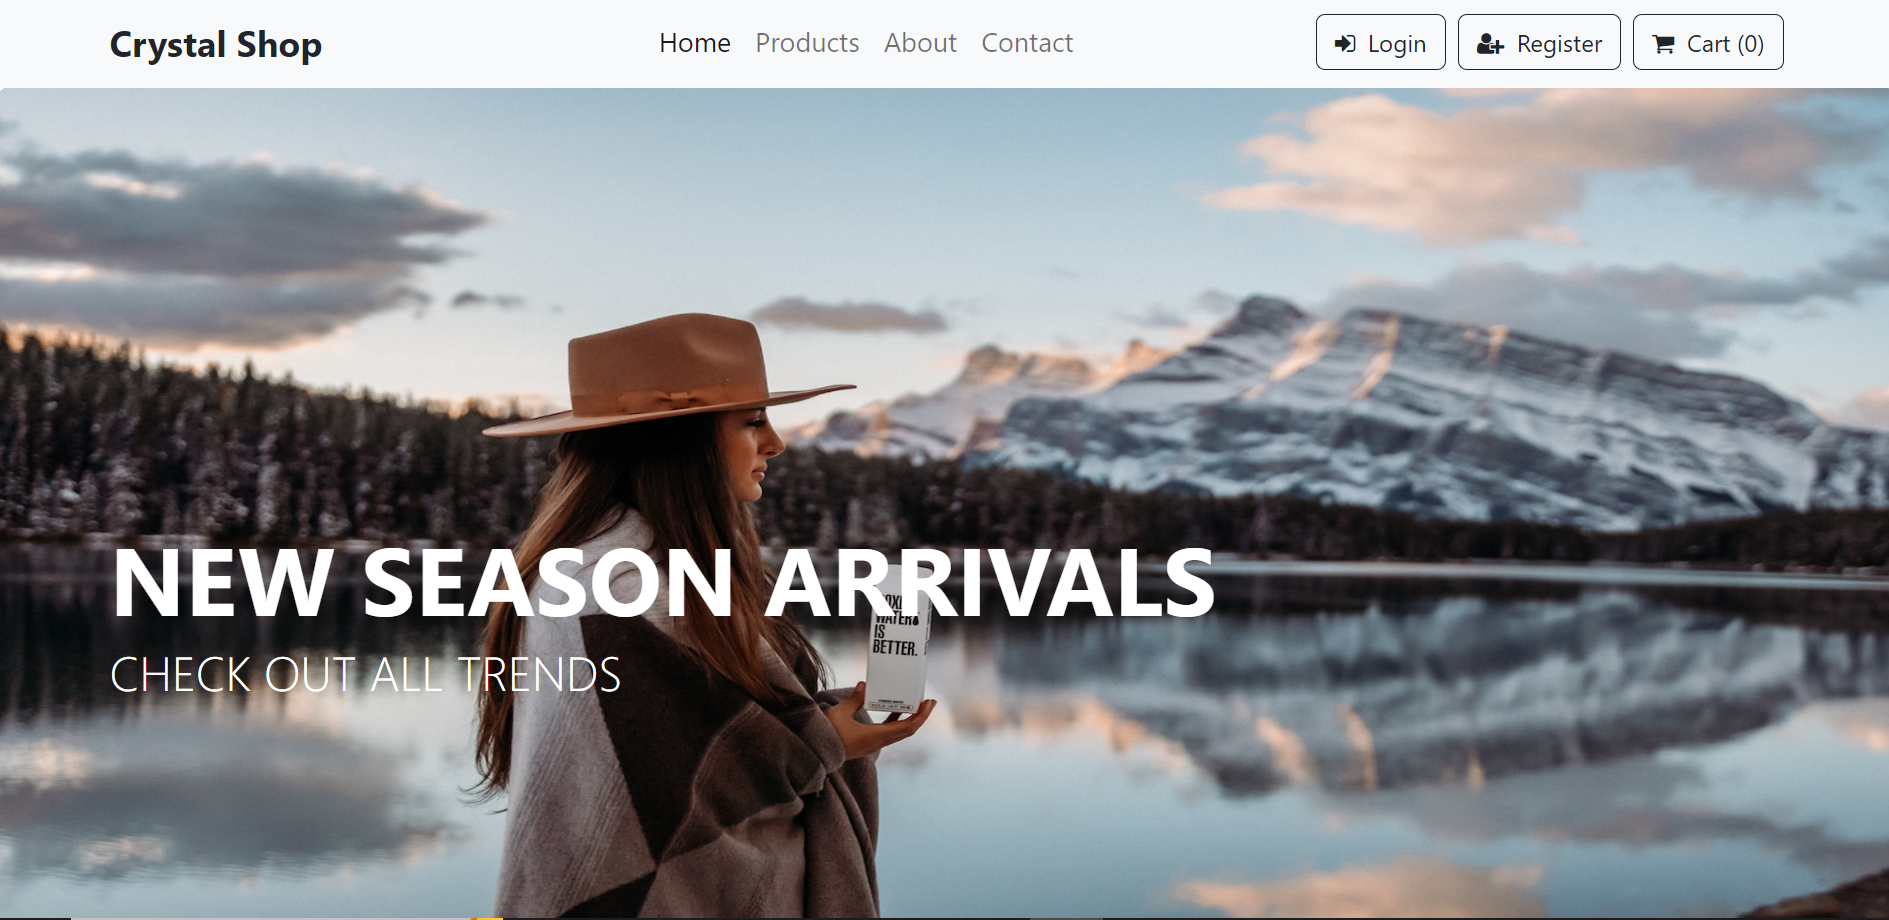 Crystal Shop
Home Products About Contact
Login Register Cart (0)
NEW SEASON ARRIVALS
WATER
IS
BETTER.
CHECK OUT ALL TRENDS